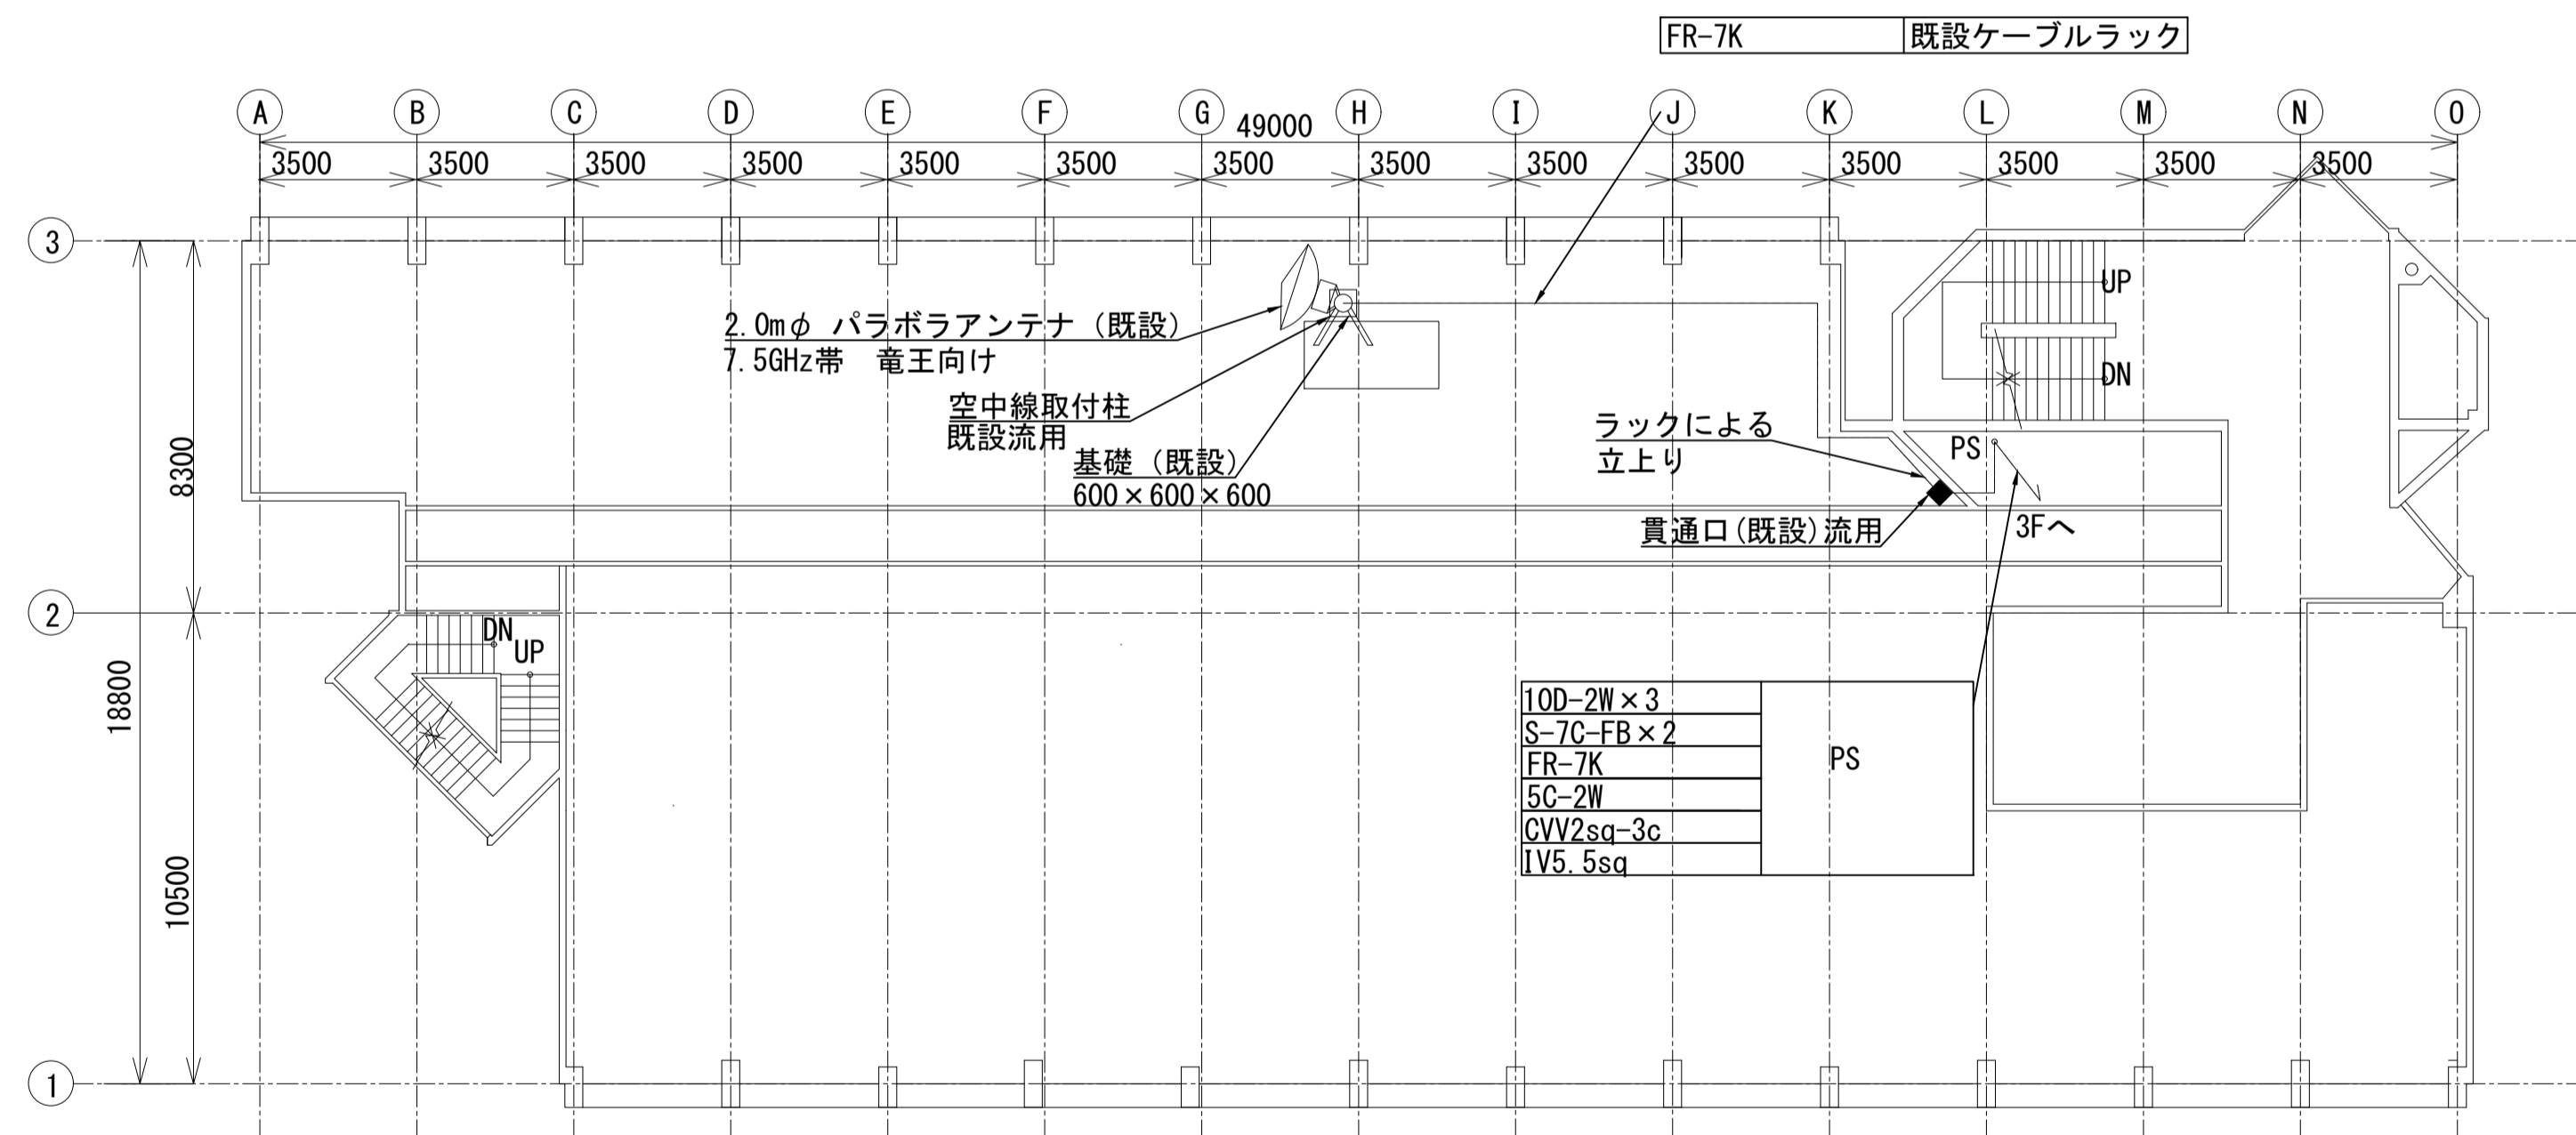 FR-7K 既設ケーブルラック
A B C D E F G H I J K L M N O
49000
3500 3500 3500 3500 3500 3500 3500 3500 3500 3500 3500 3500 3500 3500
3
UP
2.0mφ パラボラアンテナ (既設)
7.5GHz帯 竜王向け
DN
空中線取付柱
既設流用
ラックによる
立上り
PS
基礎 (既設)
600×600×600
8300
貫通口(既設)流用
3Fへ
2
DN
UP
18800
10D-2W×3
S-7C-FB×2
FR-7K
5C-2W
CVV2sq-3c
IV5.5sq
PS
10500
1